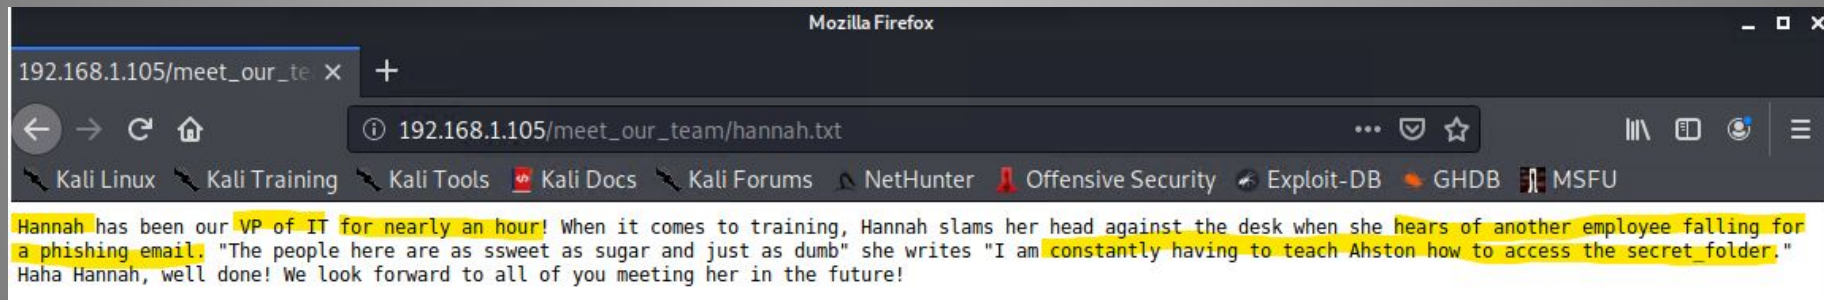 Mozilla Firefox
192.168.1.105/meet_our_te
192.168.1.105/meet_our_team/hannah.txt
Kali Linux Kali Training Kali Tools Kali Docs Kali Forums NetHunter Offensive Security Exploit-DB GHDB MSFU
Hannah has been our VP of IT for nearly an hour! When it comes to training, Hannah slams her head against the desk when she hears of another employee falling for
a phishing email. "The people here are as ssweet as sugar and just as dumb" she writes "I am constantly having to teach Ahston how to access the secret_folder."
Haha Hannah, well done! We look forward to all of you meeting her in the future!